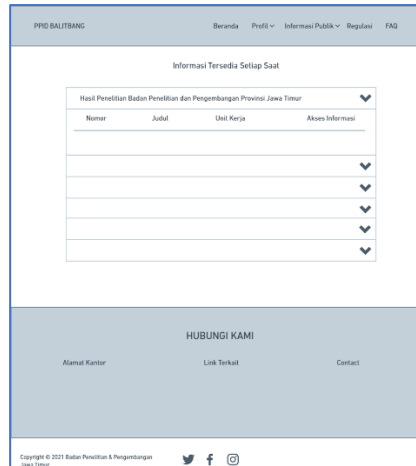 PPID BALITBANG Beranda Profil Informasi Publik Regulasi FAQ
Informasi Tersedia Setiap Saat
Hasil Penelitian Badan Penelitian dan Pengembangan Provinsi Jawa Timur
Nomor Judul Unit Kerja Akses Informasi
HUBUNGI KAMI
Alamat Kantor Link Terkait Contact
Copyright © 2021 Badan Penelitian & Pengembangan
Jawa Timur